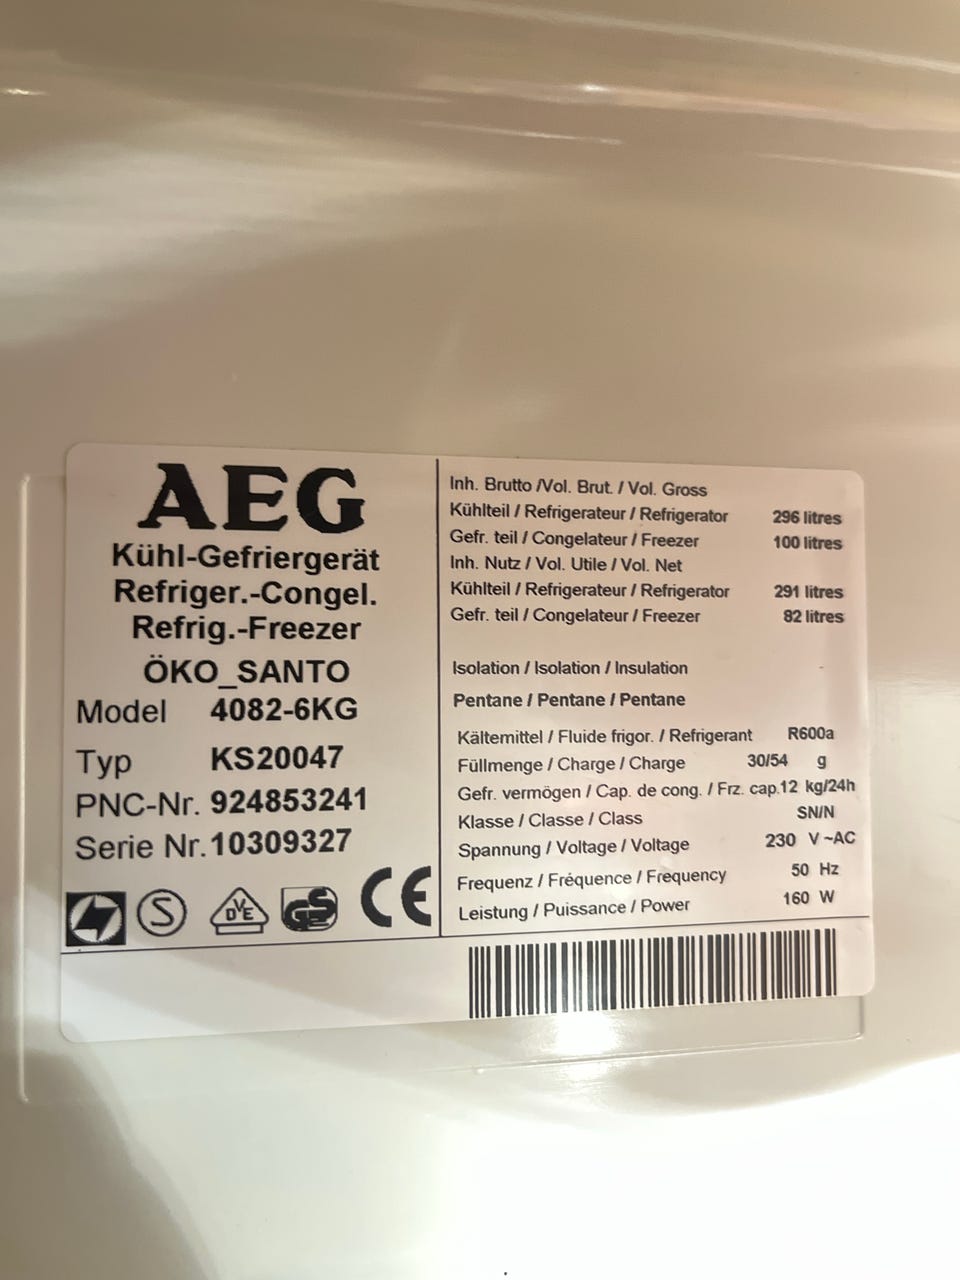 AEG
Kühl-Gefriergerät
Refriger.-Congel.
Refrig.-Freezer
ÖKO_SANTO
Model 4082-6KG
Typ KS20047
PNC-Nr. 924853241
Serie Nr. 10309327
S
DVE
GS
CE
Inh. Brutto /Vol. Brut. / Vol. Gross
Kühlteil / Refrigerateur / Refrigerator 296 litres
Gefr. teil / Congelateur / Freezer 100 litres
Inh. Nutz / Vol. Utile / Vol. Net
Kühlteil / Refrigerateur / Refrigerator 291 litres
Gefr. teil / Congelateur / Freezer 82 litres
Isolation / Isolation / Insulation
Pentane / Pentane / Pentane
Kältemittel / Fluide frigor. / Refrigerant R600a
Füllmenge / Charge / Charge 30/54 g
Gefr. vermögen / Cap. de cong. / Frz. cap.12 kg/24h
Klasse / Classe / Class SN/N
Spannung / Voltage / Voltage 230 V ~AC
Frequenz / Fréquence / Frequency 50 Hz
Leistung / Puissance / Power 160 W